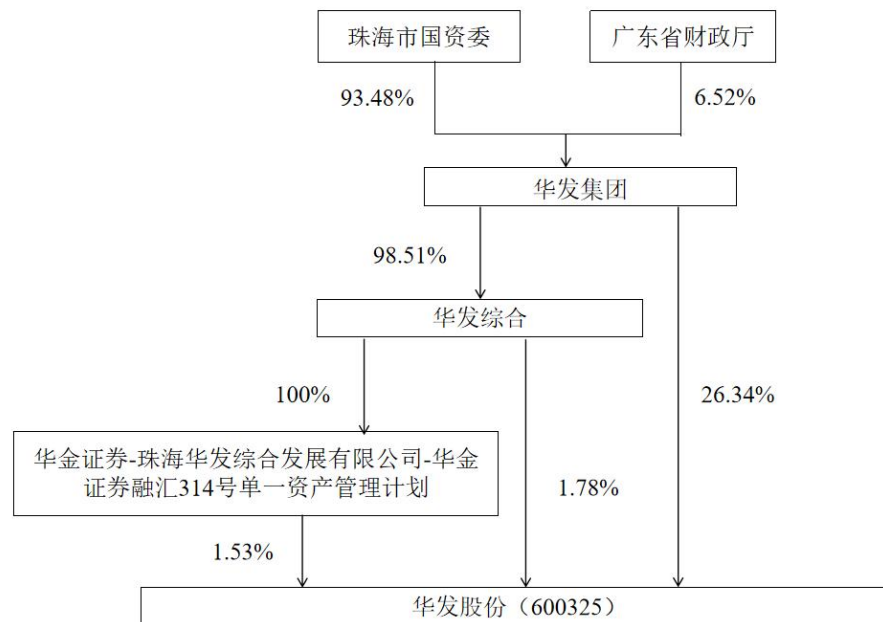 珠海市国资委
广东省财政厅
93.48%
6.52%
华发集团
98.51%
华发综合
100%
26.34%
华金证券-珠海华发综合发展有限公司-华金
证券融汇314号单一资产管理计划
1.78%
1.53%
华发股份（600325）